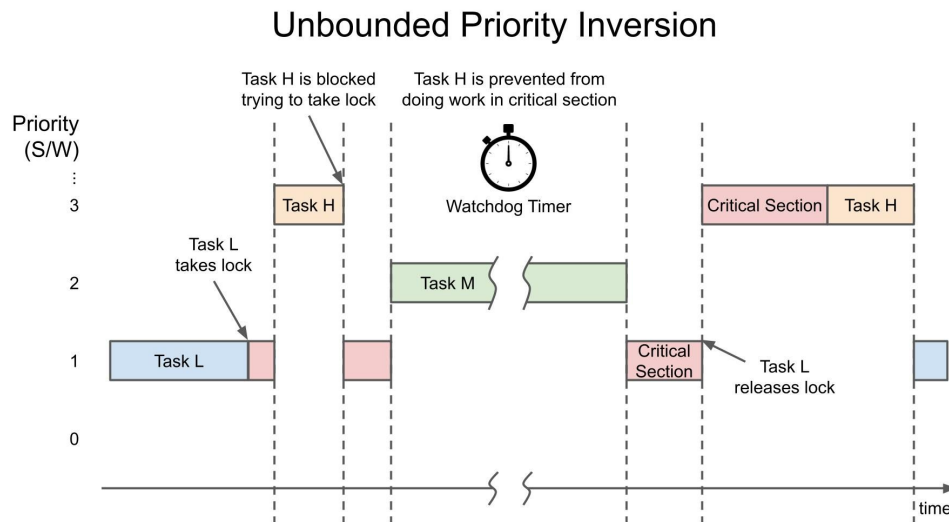 Unbounded Priority Inversion
Task H is blocked
trying to take lock
Task H is prevented from
doing work in critical section
Priority
(S/W)
...
3
Task H
Watchdog Timer
Critical Section
Task H
Task L
takes lock
2
Task M
1
Task L
Critical
Section
Task L
releases lock
0
time